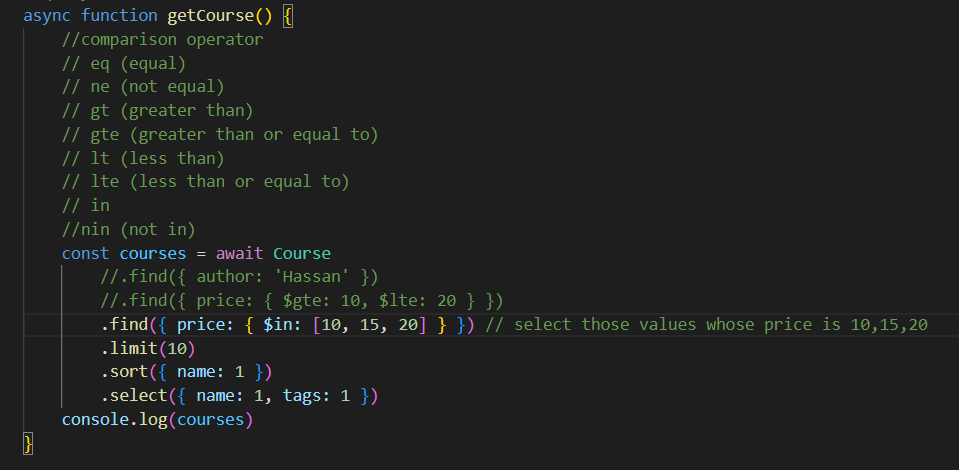 async function getCourse() {
    //comparison operator
    // eq (equal)
    // ne (not equal)
    // gt (greater than)
    // gte (greater than or equal to)
    // lt (less than)
    // lte (less than or equal to)
    // in
    //nin (not in)
    const courses = await Course
        //.find({ author: 'Hassan' })
        //.find({ price: { $gte: 10, $lte: 20 } })
        .find({ price: { $in: [10, 15, 20] } }) // select those values whose price is 10,15,20
        .limit(10)
        .sort({ name: 1 })
        .select({ name: 1, tags: 1 })
    console.log(courses)
}